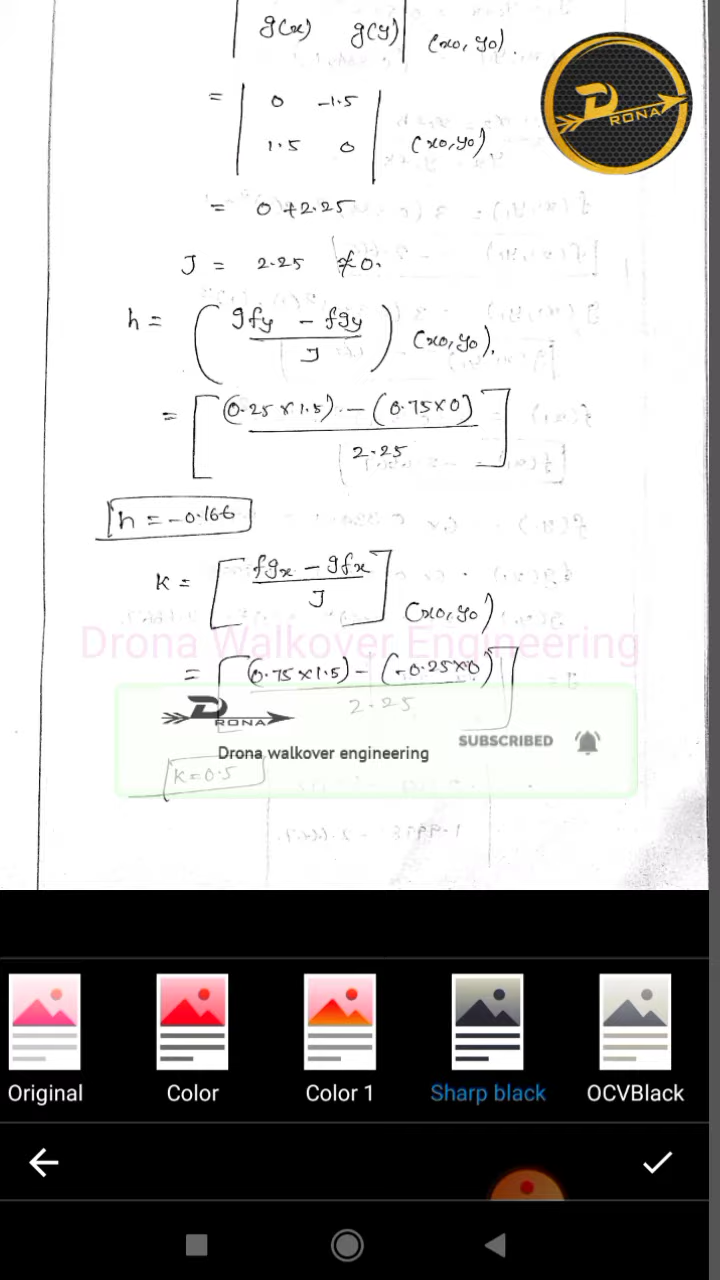 g(x) g(y) (x0, y0).
= | 0 -1.5
1.5 0 | (x0, y0)
= 0 + 2.25
J = 2.25 ≠ 0.
h = ( gfy - fgy / J ) (x0, y0).
= [ (0.25 × 1.5) - (0.75 × 0) / 2.25 ]
h = -0.166
k = [ fgx - gfx / J ] (x0, y0)
Drona Walkover Engineering
= [ (0.75 × 1.5) - (-0.25 × 0) / 2.25 ]
DRONA
Drona walkover engineering
SUBSCRIBED
k = 0.5
DRONA
Original
Color
Color 1
Sharp black
OCVBlack